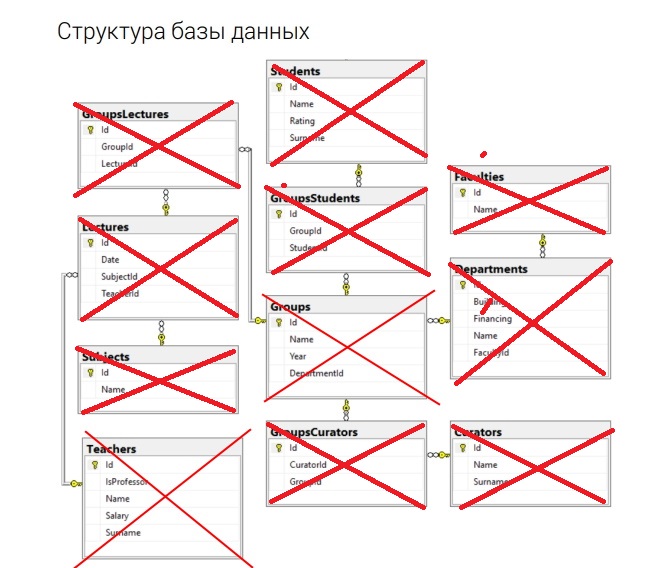 Структура базы данных
Students
Id
Name
Rating
Surname
GroupsLectures
Id
GroupId
LectureId
Faculties
Id
Name
GroupsStudents
Id
GroupId
StudentId
Lectures
Id
Date
SubjectId
TeacherId
Departments
Id
Building
Financing
Name
FacultyId
Groups
Id
Name
Year
DepartmentId
Subjects
Id
Name
GroupsCurators
Id
CuratorId
GroupId
Curators
Id
Name
Surname
Teachers
Id
IsProfessor
Name
Salary
Surname